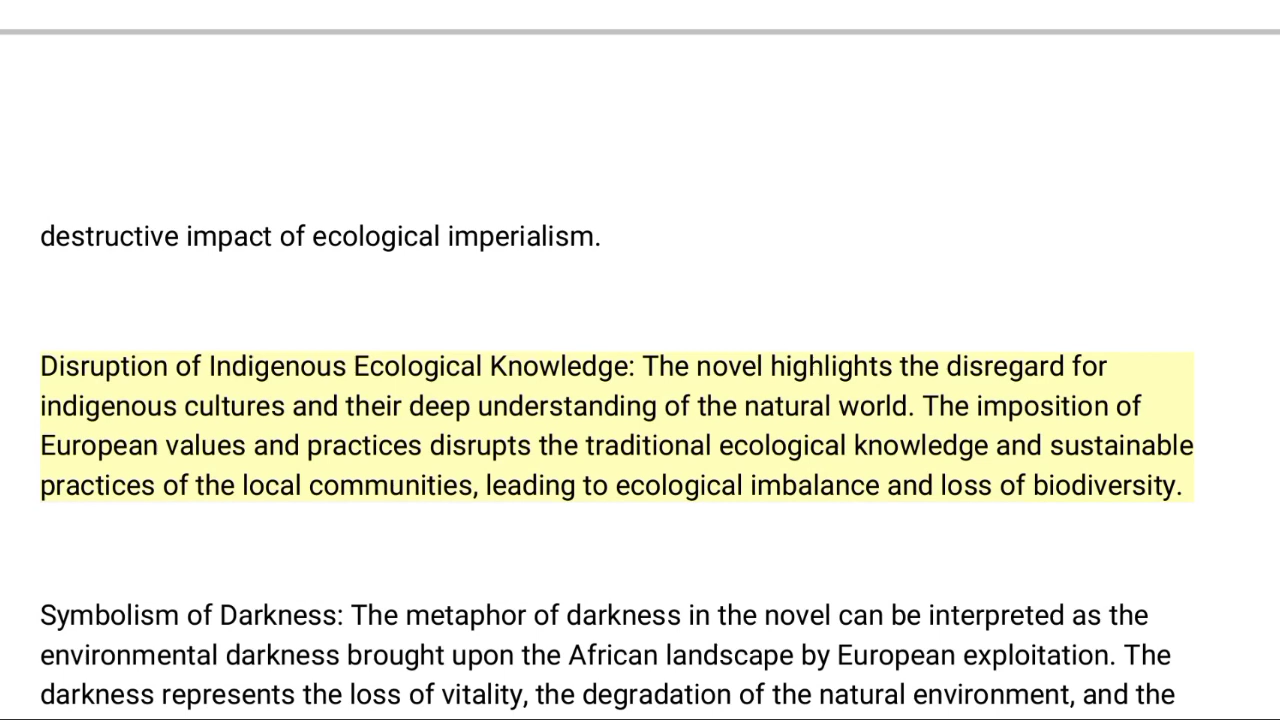 destructive impact of ecological imperialism.
Disruption of Indigenous Ecological Knowledge: The novel highlights the disregard for
indigenous cultures and their deep understanding of the natural world. The imposition of
European values and practices disrupts the traditional ecological knowledge and sustainable
practices of the local communities, leading to ecological imbalance and loss of biodiversity.
Symbolism of Darkness: The metaphor of darkness in the novel can be interpreted as the
environmental darkness brought upon the African landscape by European exploitation. The
darkness represents the loss of vitality, the degradation of the natural environment, and the